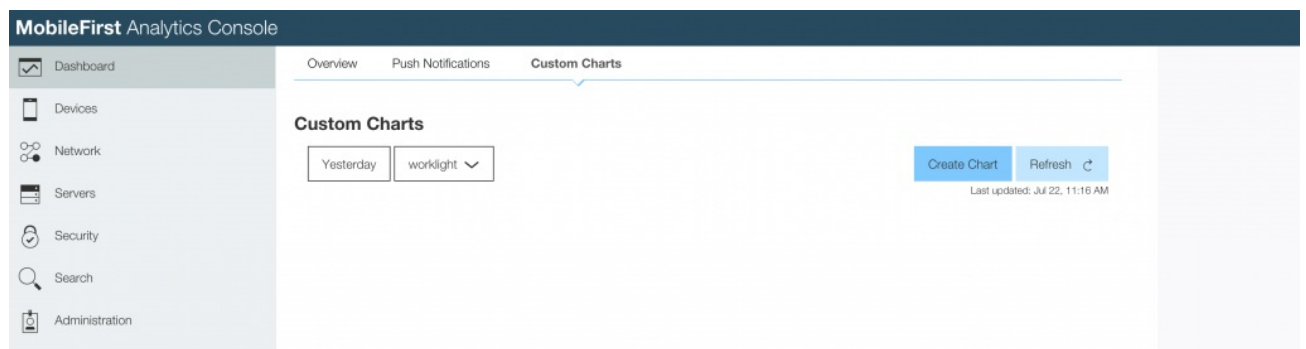 MobileFirst Analytics Console
Dashboard
Devices
Network
Servers
Security
Search
Administration
Overview Push Notifications Custom Charts
Custom Charts
Yesterday worklight Create Chart Refresh
Last updated: Jul 22, 11:16 AM